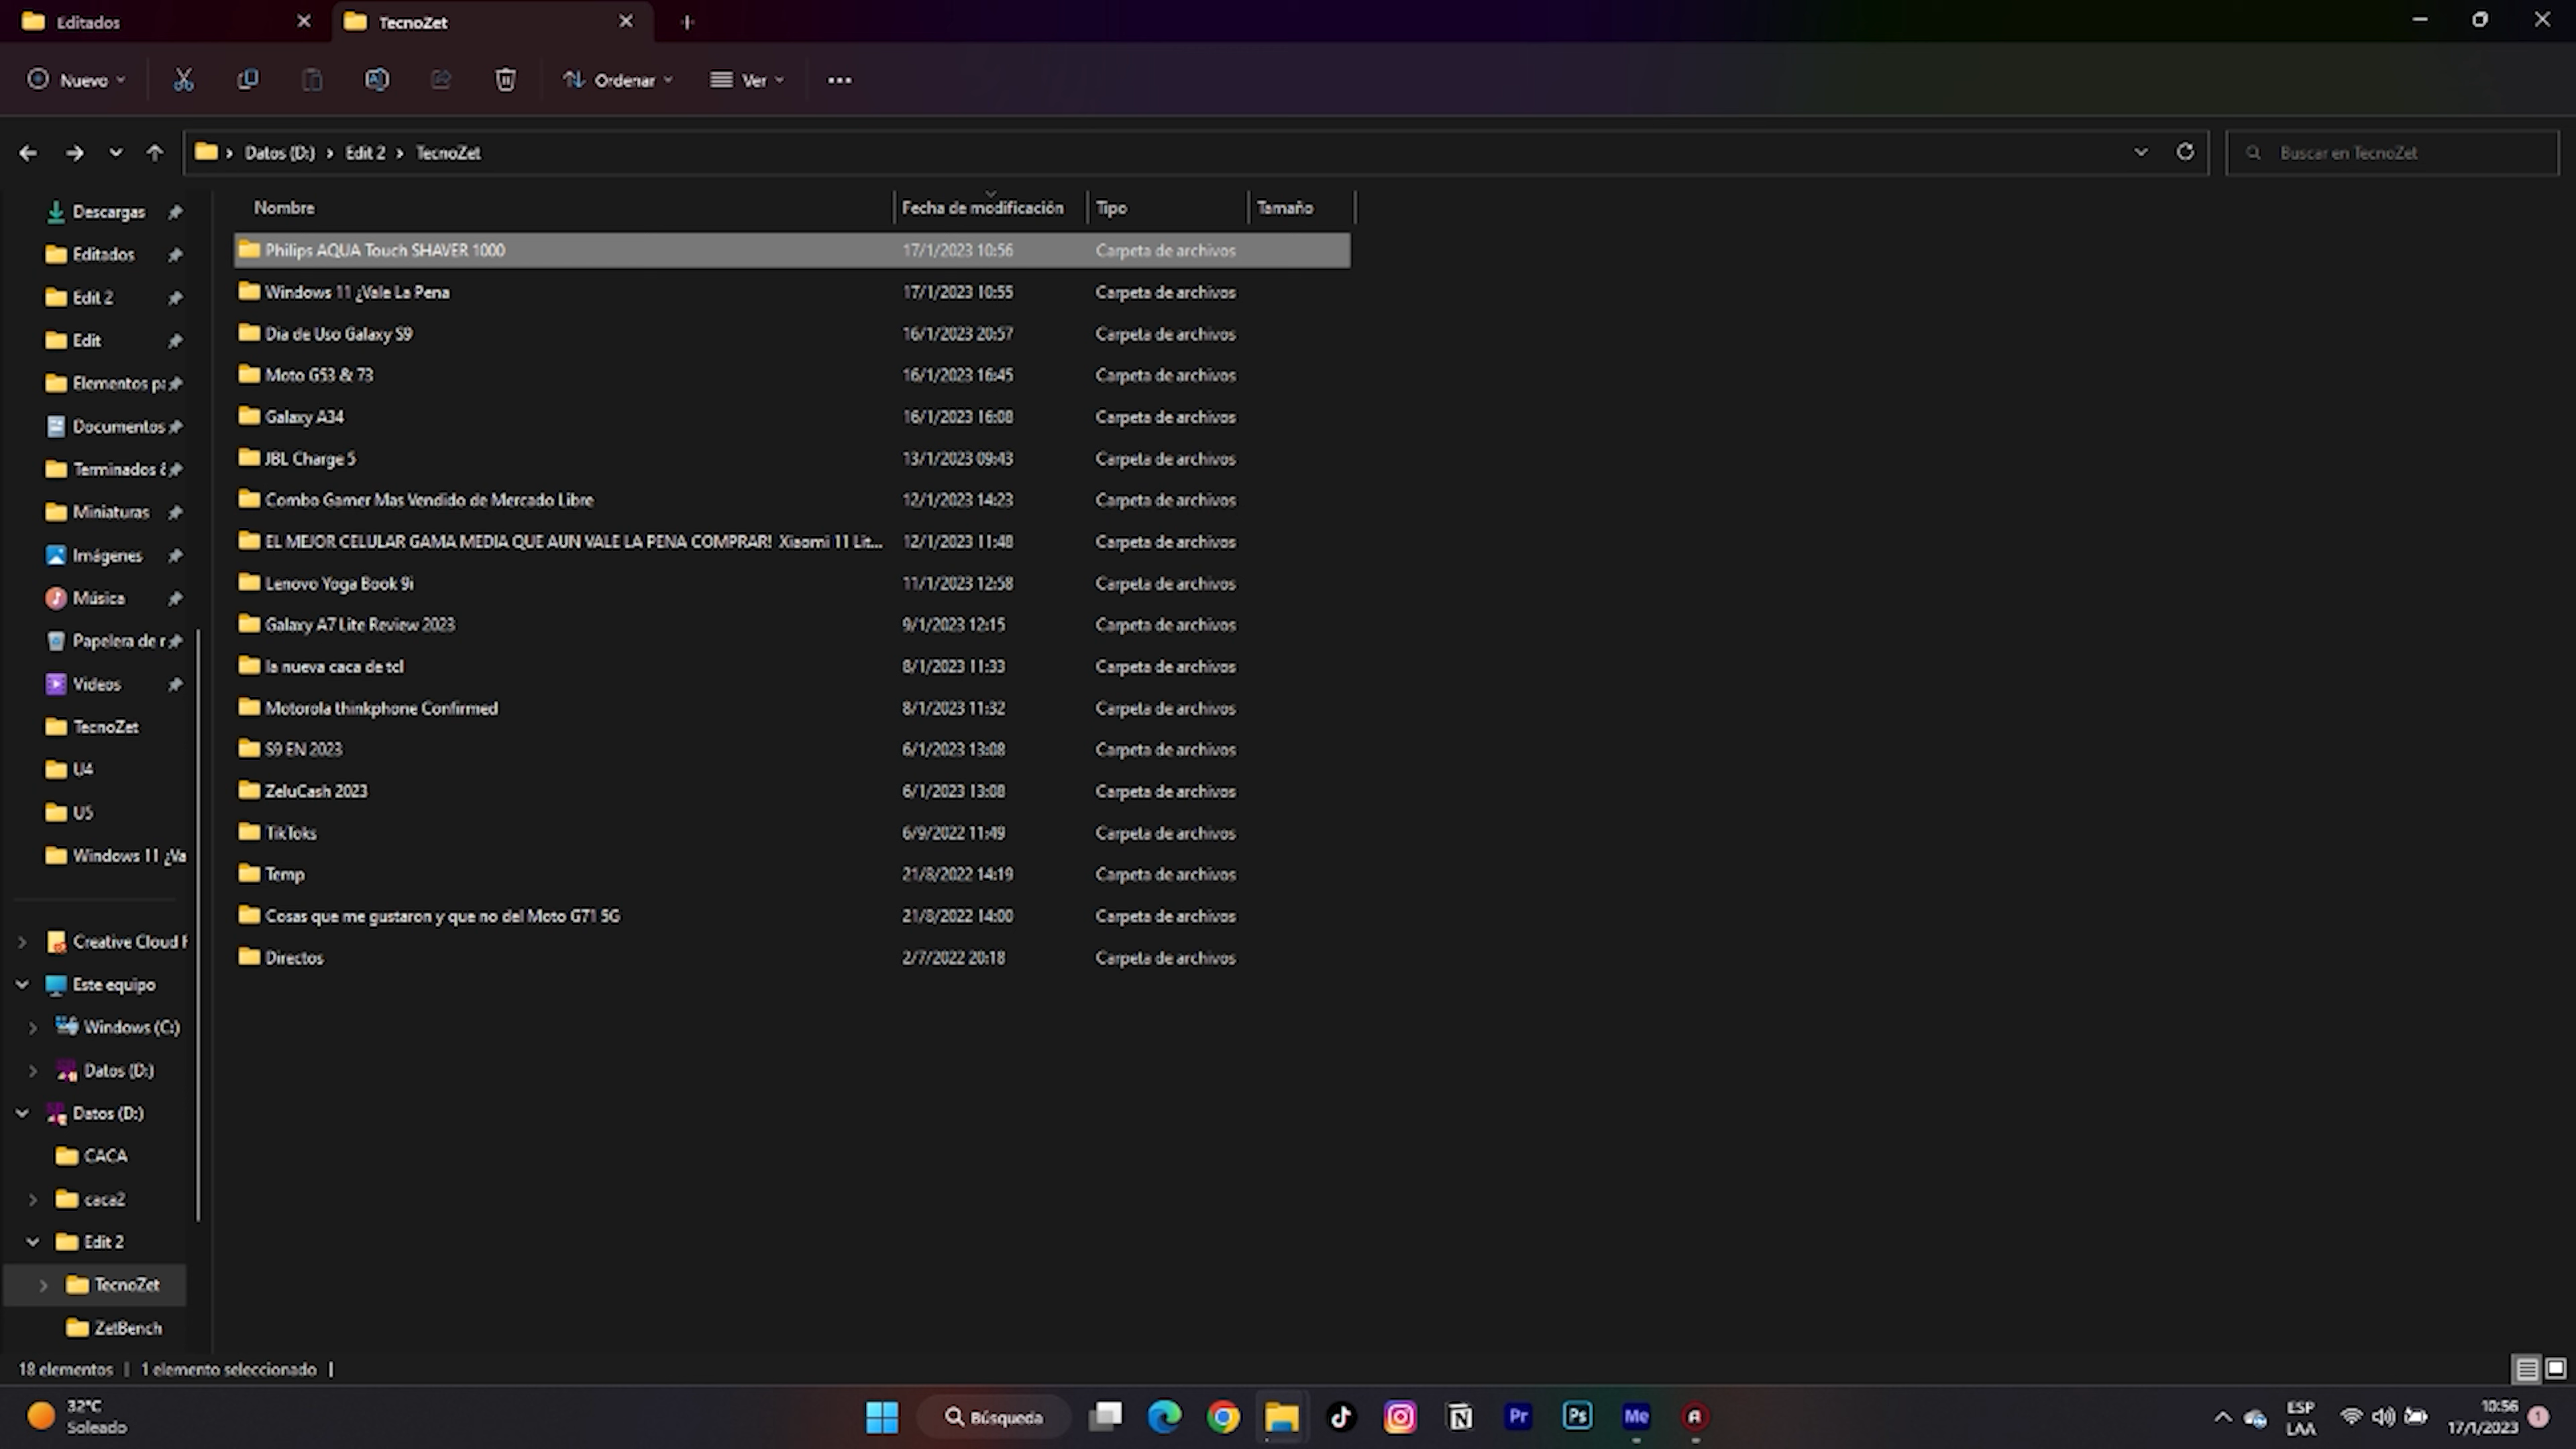 Editados
TecnoZet
Nuevo
Ordenar
Ver
Datos (D:) › Edit 2 › TecnoZet
Buscar en TecnoZet
Nombre Fecha de modificación Tipo Tamaño
Philips AQUA Touch SHAVER 1000 17/1/2023 10:56 Carpeta de archivos
Windows 11 ¿Vale La Pena 17/1/2023 10:55 Carpeta de archivos
Dia de Uso Galaxy S9 16/1/2023 20:57 Carpeta de archivos
Moto G53 & 73 16/1/2023 16:45 Carpeta de archivos
Galaxy A34 16/1/2023 16:08 Carpeta de archivos
JBL Charge 5 13/1/2023 09:43 Carpeta de archivos
Combo Gamer Mas Vendido de Mercado Libre 12/1/2023 14:23 Carpeta de archivos
EL MEJOR CELULAR GAMA MEDIA QUE AUN VALE LA PENA COMPRAR! Xiaomi 11 Lit... 12/1/2023 11:48 Carpeta de archivos
Lenovo Yoga Book 9i 11/1/2023 12:58 Carpeta de archivos
Galaxy A7 Lite Review 2023 9/1/2023 12:15 Carpeta de archivos
la nueva caca de tcl 8/1/2023 11:33 Carpeta de archivos
Motorola thinkphone Confirmed 8/1/2023 11:32 Carpeta de archivos
S9 EN 2023 6/1/2023 13:08 Carpeta de archivos
ZeluCash 2023 6/1/2023 13:08 Carpeta de archivos
TikToks 6/9/2022 11:49 Carpeta de archivos
Temp 21/8/2022 14:19 Carpeta de archivos
Cosas que me gustaron y que no del Moto G71 5G 21/8/2022 14:00 Carpeta de archivos
Directos 2/7/2022 20:18 Carpeta de archivos
Descargas
Editados
Edit 2
Edit
Elementos pa
Documentos
Terminados
Miniaturas
Imágenes
Música
Papelera de r
Videos
TecnoZet
U4
U5
Windows 11 ¿Va
Creative Cloud F
Este equipo
Windows (C:)
Datos (D:)
Datos (D:)
CACA
caca2
Edit 2
TecnoZet
ZetBench
18 elementos | 1 elemento seleccionado |
32°C
Soleado
Búsqueda
Pr
Ps
Me
ESP
LAA
10:56
17/1/2023
1